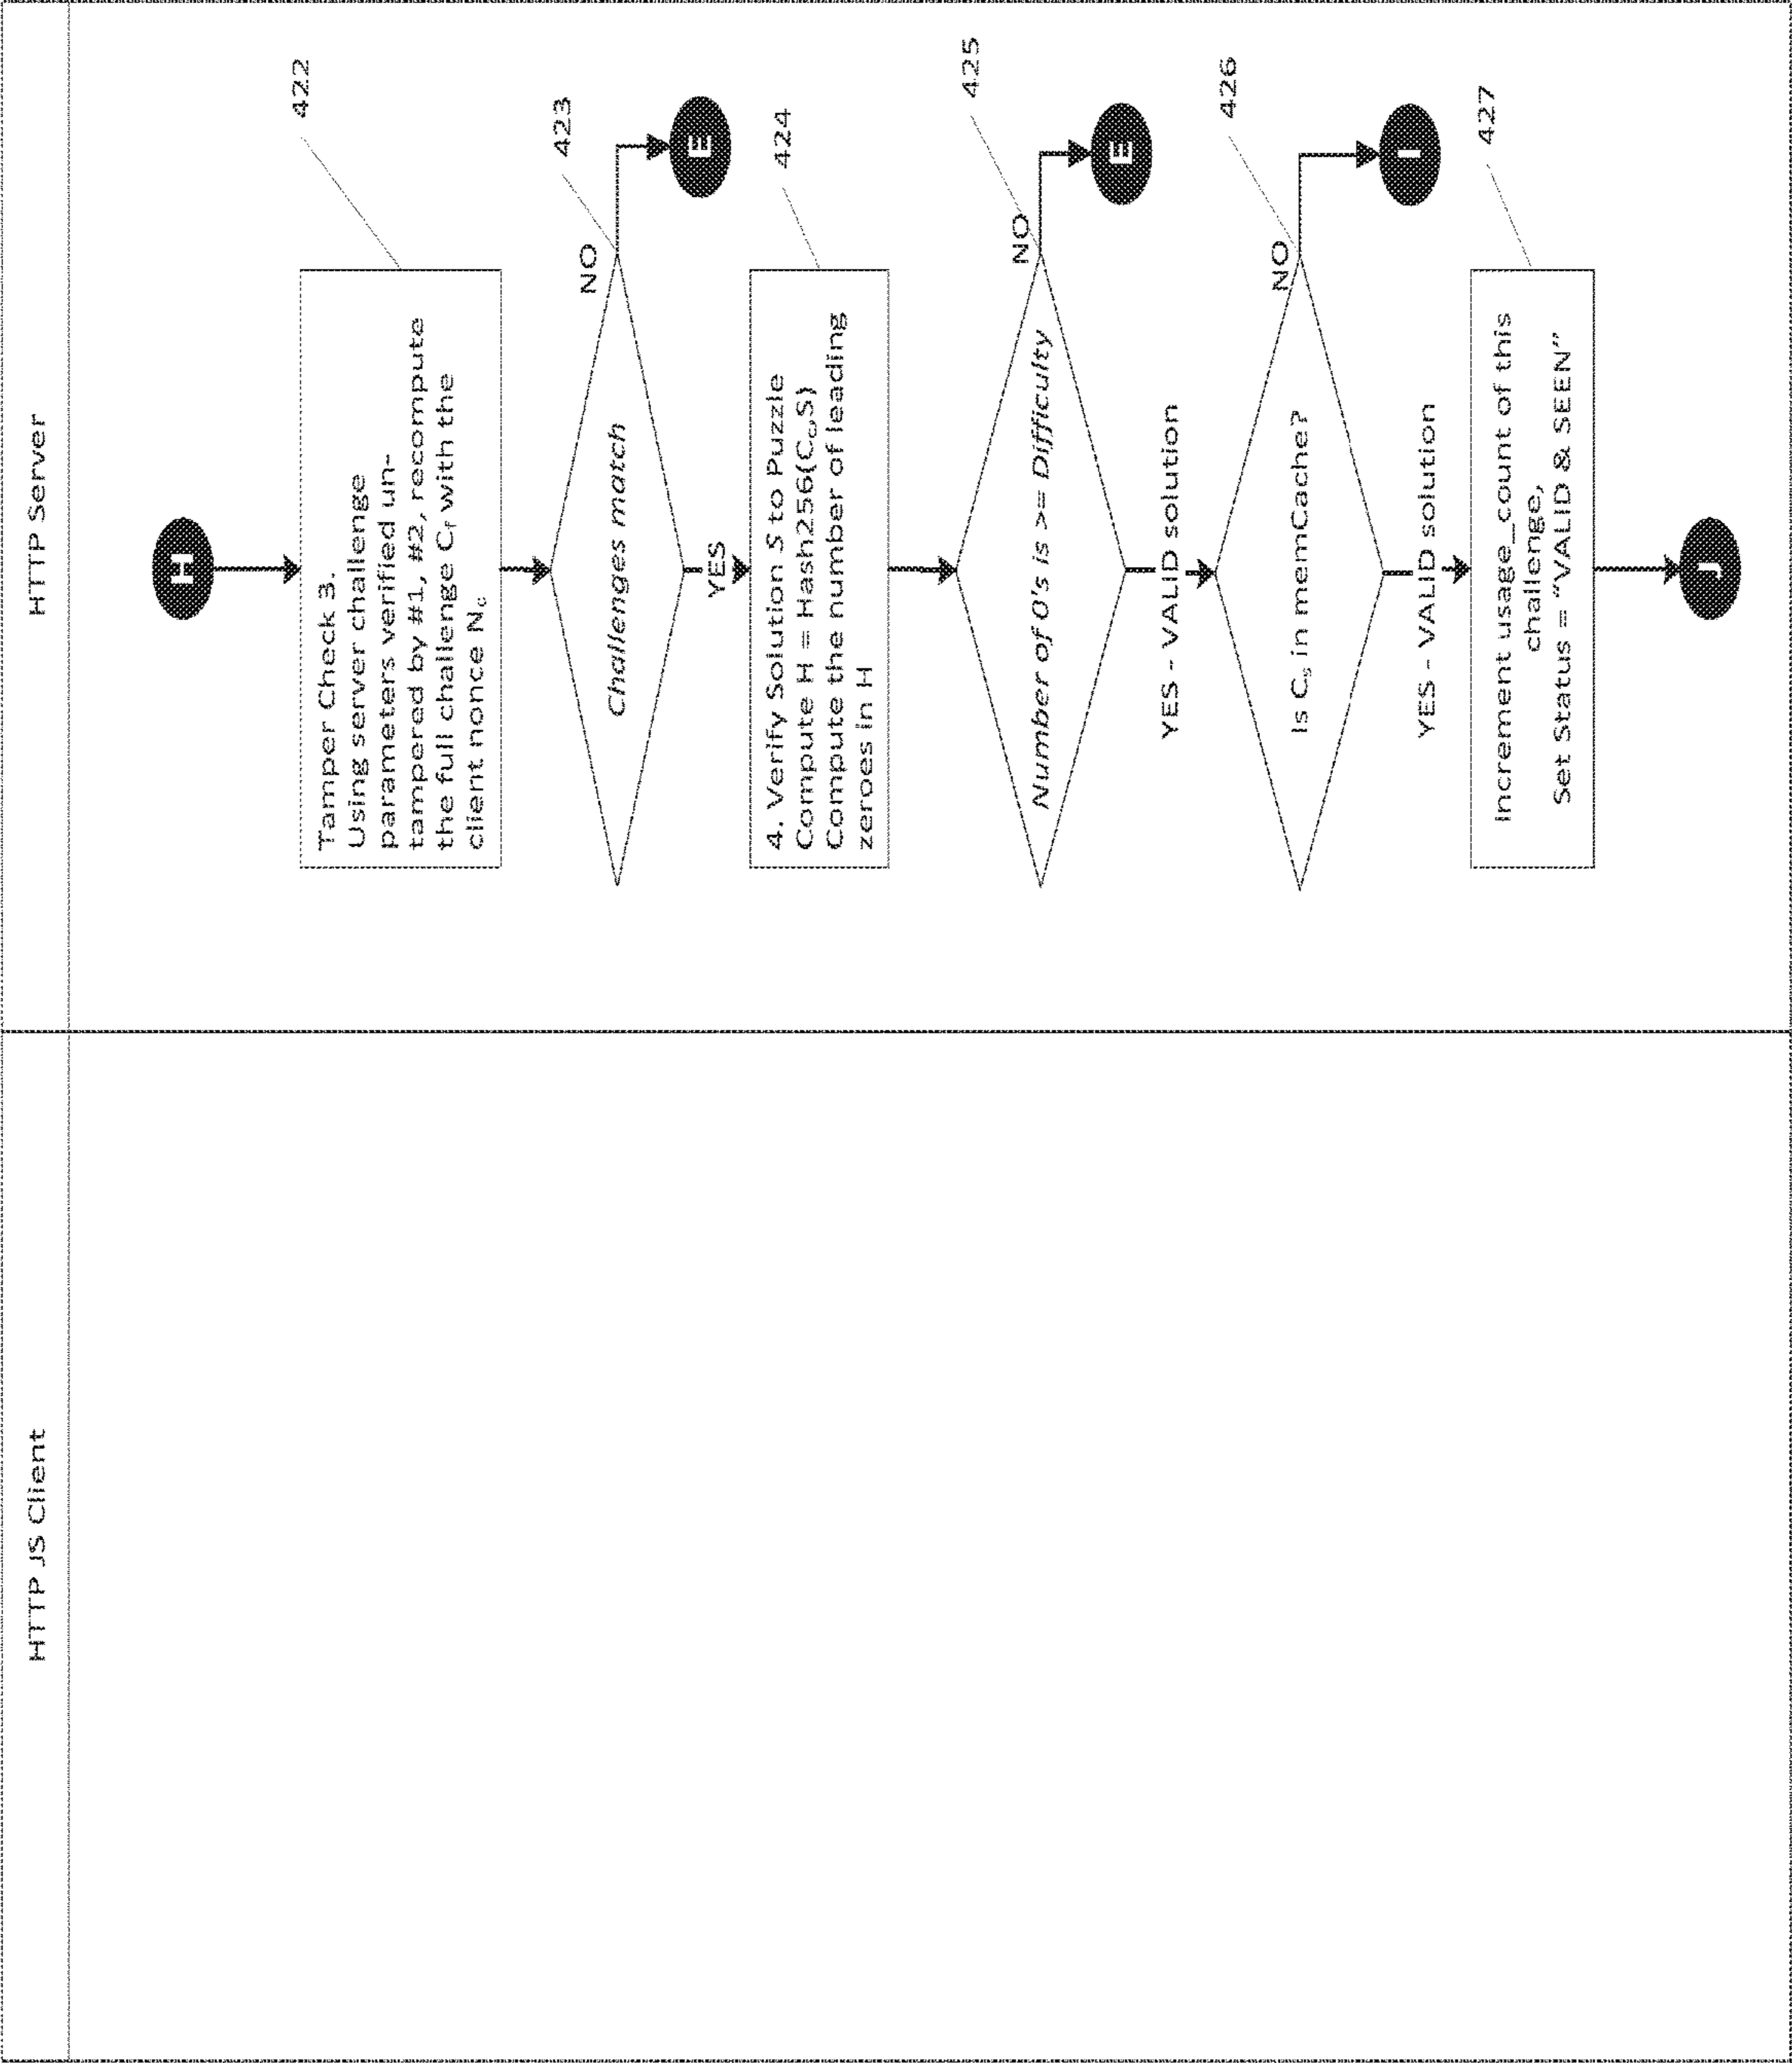 HTTP JS Client
HTTP Server
H
422
Tamper Check 3.
Using server challenge
parameters verified un-
tampered by #1, #2, recompute
the full challenge Cf with the
client nonce Nc
423
Challenges match
NO
E
YES
424
4. Verify Solution S to Puzzle
Compute H = Hash256(Cc,S)
Compute the number of leading
zeroes in H
425
Number of 0's is >= Difficulty
NO
E
YES - VALID solution
426
Is Cs in memCache?
NO
I
YES - VALID solution
427
Increment usage_count of this
challenge,
Set Status = "VALID & SEEN"
J